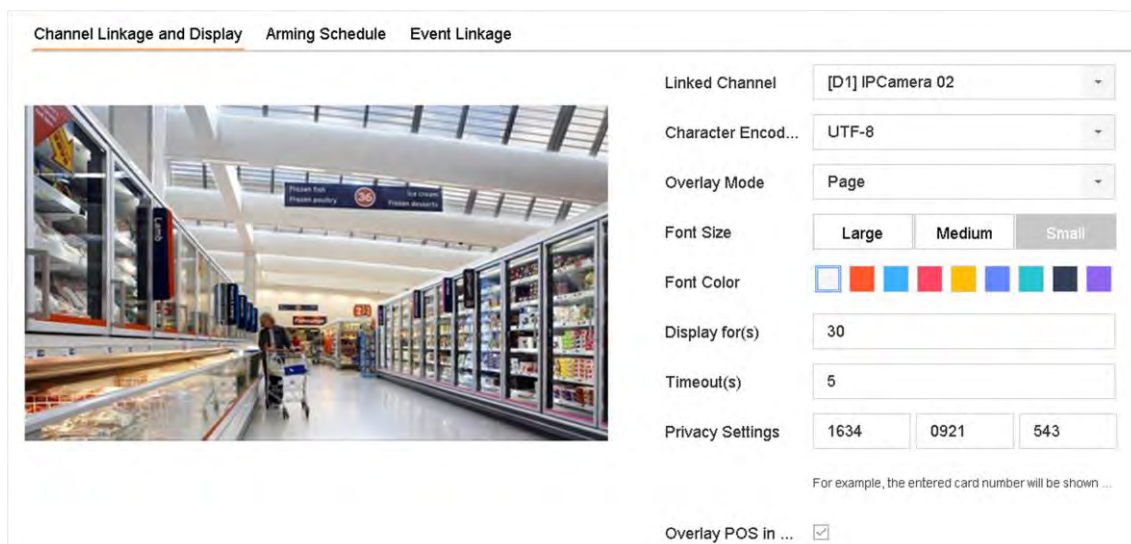 Channel Linkage and Display Arming Schedule Event Linkage
Linked Channel [D1] IPCamera 02
Character Encod... UTF-8
Overlay Mode Page
Font Size Large Medium Small
Font Color
Display for(s) 30
Timeout(s) 5
Privacy Settings 1634 0921 543
For example, the entered card number will be shown ...
Overlay POS in ...
Frozen fish
Frozen poultry
36
Ice cream
Frozen desserts
Lamb